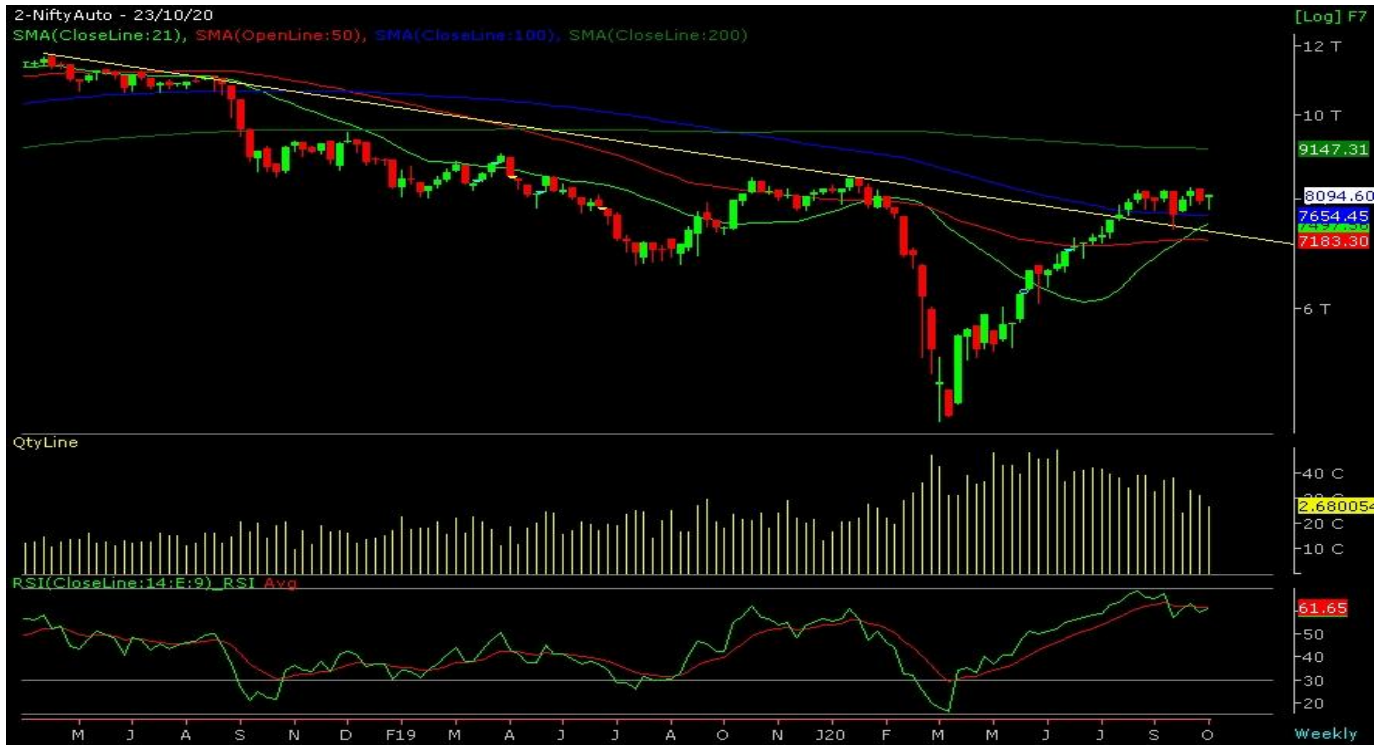 2-NiftyAuto - 23/10/20
[Log] F7
SMA(CloseLine:21), SMA(OpenLine:50), SMA(CloseLine:100), SMA(CloseLine:200)
12 T
10 T
9147.31
8094.60
7654.45
7183.30
6 T
QtyLine
40 C
2.680054
20 C
10 C
RSI(CloseLine:14:E:9)_RSI Avg
61.65
50
40
30
20
M J A S N D F19 M A J J A O N J20 F M M J J S O
Weekly